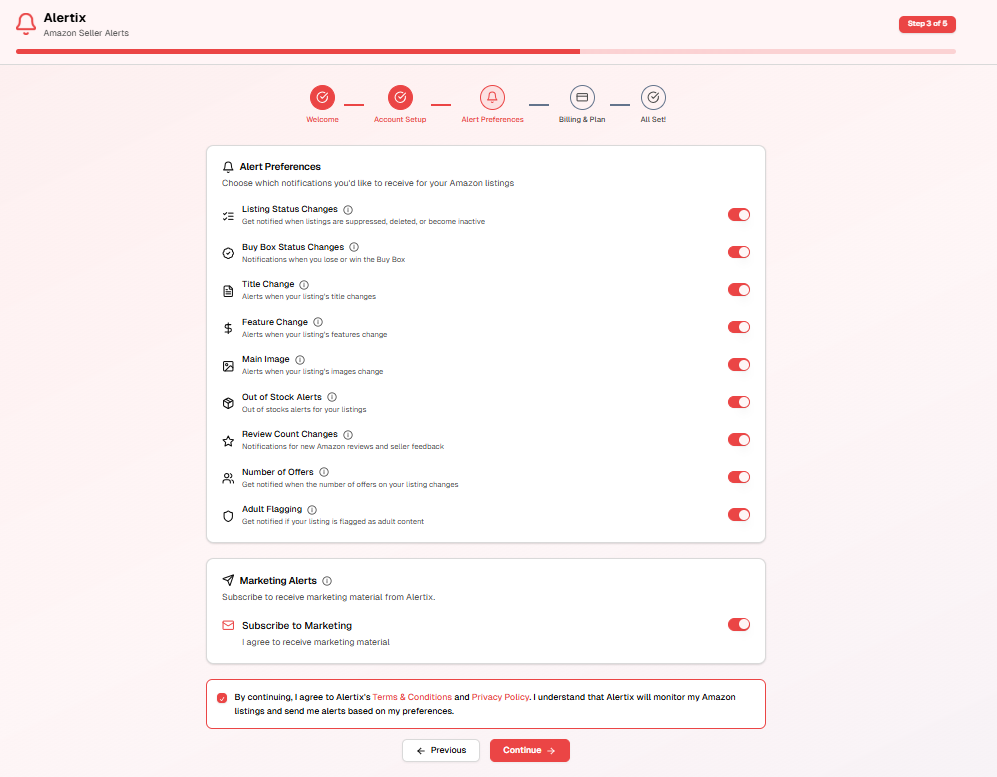 Alertix
Amazon Seller Alerts
Step 3 of 5
Welcome
Account Setup
Alert Preferences
Billing & Plan
All Set!
Alert Preferences
Choose which notifications you'd like to receive for your Amazon listings
Listing Status Changes
Get notified when listings are suppressed, deleted, or become inactive
Buy Box Status Changes
Notifications when you lose or win the Buy Box
Title Change
Alerts when your listing's title changes
Feature Change
Alerts when your listing's features change
Main Image
Alerts when your listing's images change
Out of Stock Alerts
Out of stocks alerts for your listings
Review Count Changes
Notifications for new Amazon reviews and seller feedback
Number of Offers
Get notified when the number of offers on your listing changes
Adult Flagging
Get notified if your listing is flagged as adult content
Marketing Alerts
Subscribe to receive marketing material from Alertix.
Subscribe to Marketing
I agree to receive marketing material
By continuing, I agree to Alertix's Terms & Conditions and Privacy Policy. I understand that Alertix will monitor my Amazon
listings and send me alerts based on my preferences.
Previous
Continue